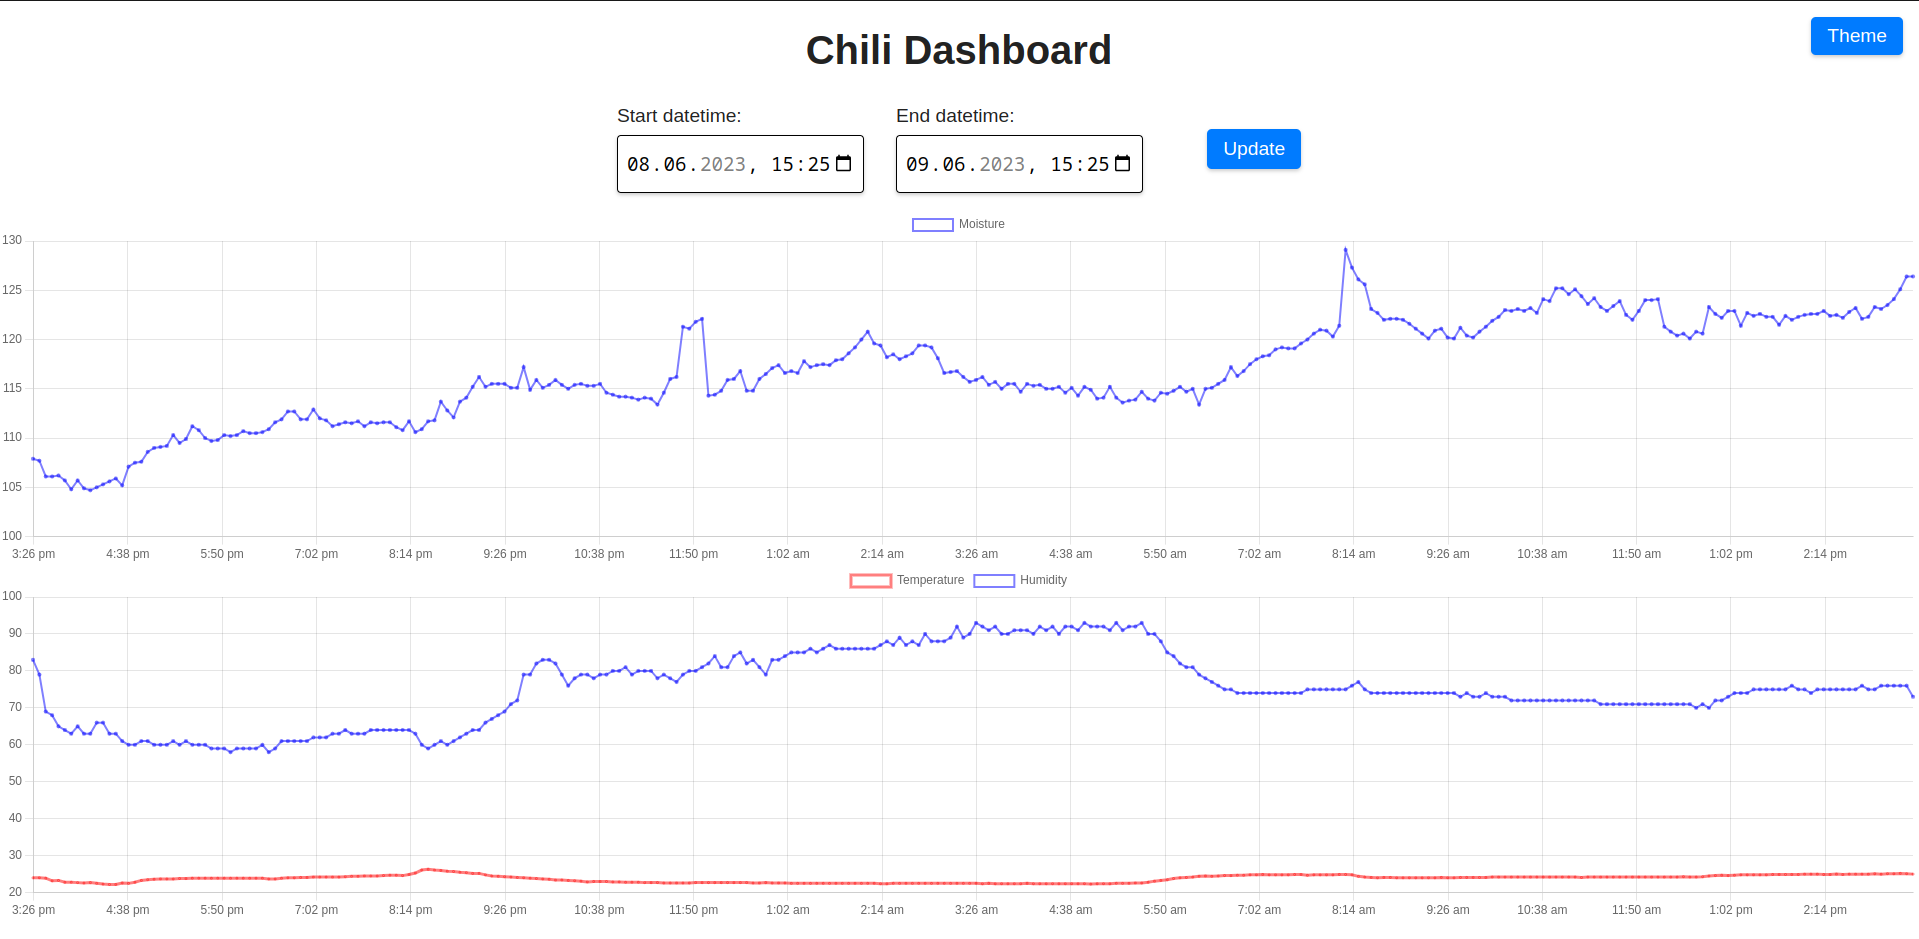 Theme
Chili Dashboard
Start datetime: End datetime:
08.06.2023, 15:25 09.06.2023, 15:25 Update
Moisture
130
125
120
115
110
105
100
3:26 pm 4:38 pm 5:50 pm 7:02 pm 8:14 pm 9:26 pm 10:38 pm 11:50 pm 1:02 am 2:14 am 3:26 am 4:38 am 5:50 am 7:02 am 8:14 am 9:26 am 10:38 am 11:50 am 1:02 pm 2:14 pm
Temperature Humidity
100
90
80
70
60
50
40
30
20
3:26 pm 4:38 pm 5:50 pm 7:02 pm 8:14 pm 9:26 pm 10:38 pm 11:50 pm 1:02 am 2:14 am 3:26 am 4:38 am 5:50 am 7:02 am 8:14 am 9:26 am 10:38 am 11:50 am 1:02 pm 2:14 pm